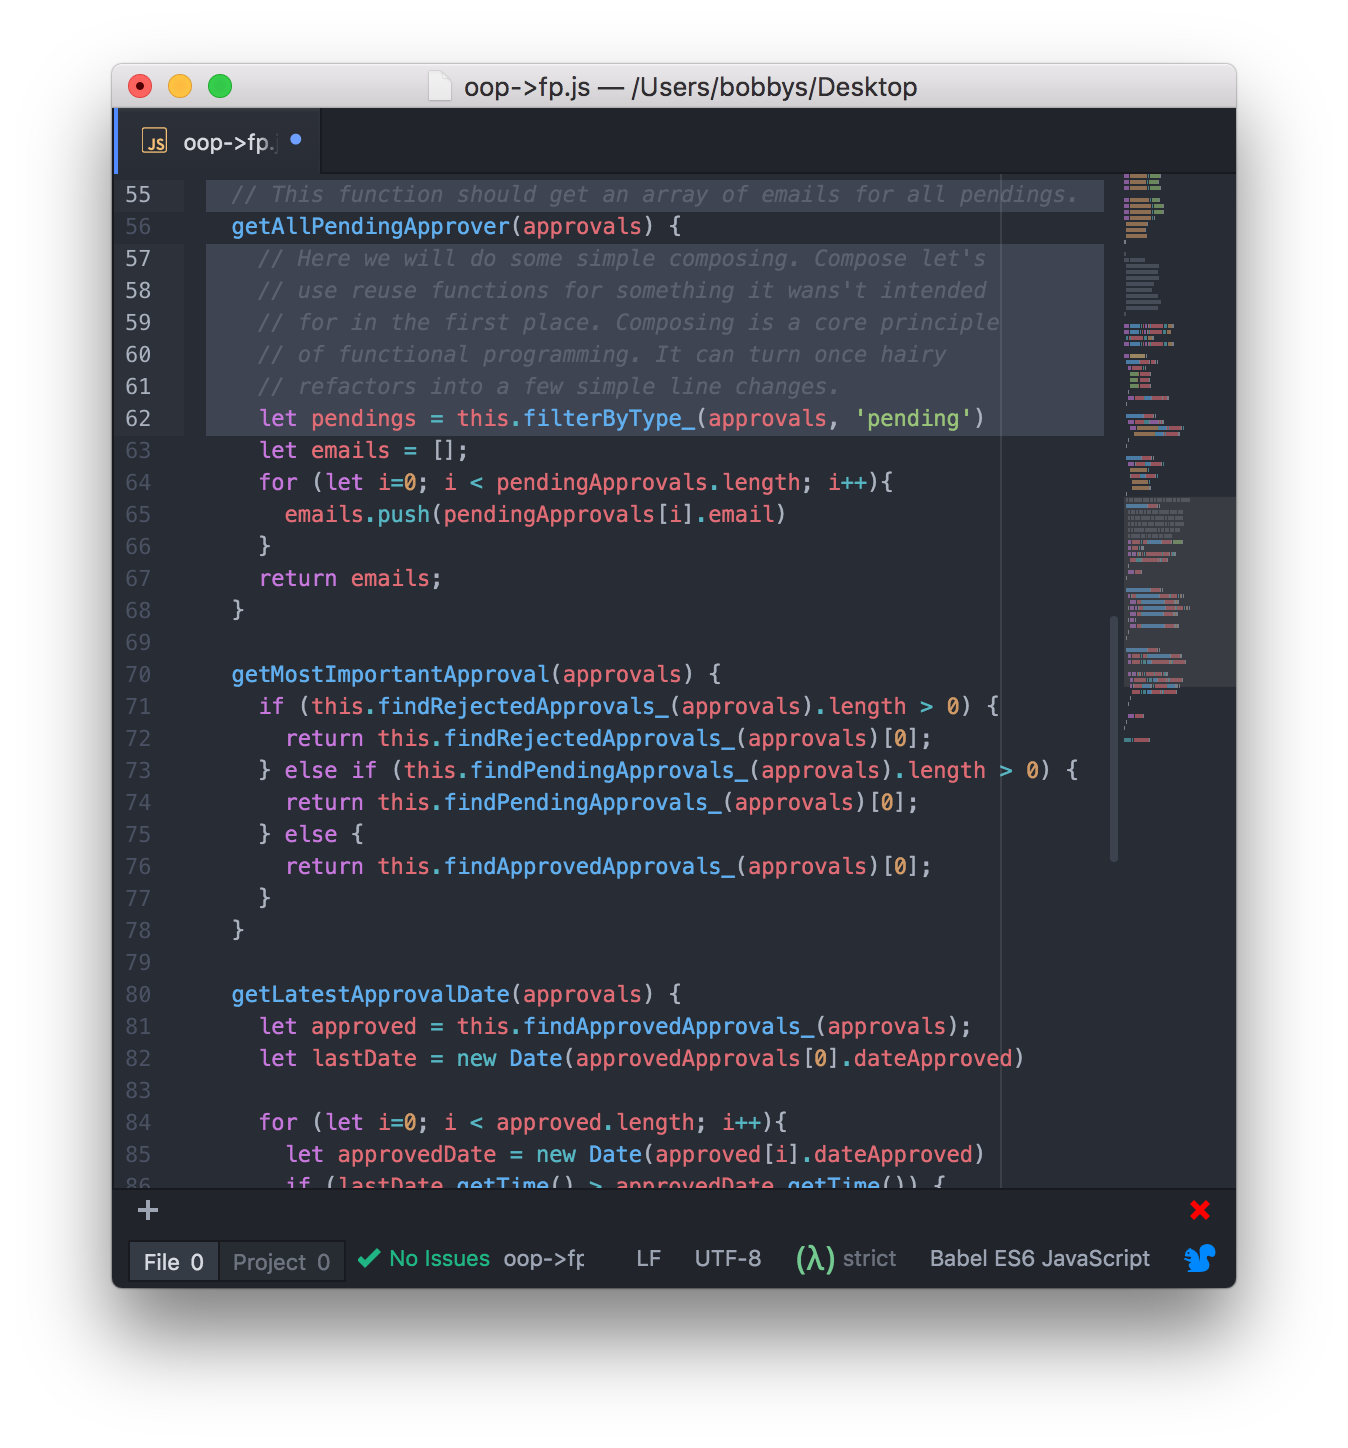 oop->fp.js — /Users/bobbys/Desktop
JS oop->fp.j
55 // This function should get an array of emails for all pendings.
56 getAllPendingApprover(approvals) {
57 // Here we will do some simple composing. Compose let's
58 // use reuse functions for something it wans't intended
59 // for in the first place. Composing is a core principle
60 // of functional programming. It can turn once hairy
61 // refactors into a few simple line changes.
62 let pendings = this.filterByType_(approvals, 'pending')
63 let emails = [];
64 for (let i=0; i < pendingApprovals.length; i++){
65 emails.push(pendingApprovals[i].email)
66 }
67 return emails;
68 }
69
70 getMostImportantApproval(approvals) {
71 if (this.findRejectedApprovals_(approvals).length > 0) {
72 return this.findRejectedApprovals_(approvals)[0];
73 } else if (this.findPendingApprovals_(approvals).length > 0) {
74 return this.findPendingApprovals_(approvals)[0];
75 } else {
76 return this.findApprovedApprovals_(approvals)[0];
77 }
78 }
79
80 getLatestApprovalDate(approvals) {
81 let approved = this.findApprovedApprovals_(approvals);
82 let lastDate = new Date(approvedApprovals[0].dateApproved)
83
84 for (let i=0; i < approved.length; i++){
85 let approvedDate = new Date(approved[i].dateApproved)
86 if (lastDate.getTime() > approvedDate.getTime()) {
File 0 Project 0 No Issues oop->fp LF UTF-8 (λ) strict Babel ES6 JavaScript